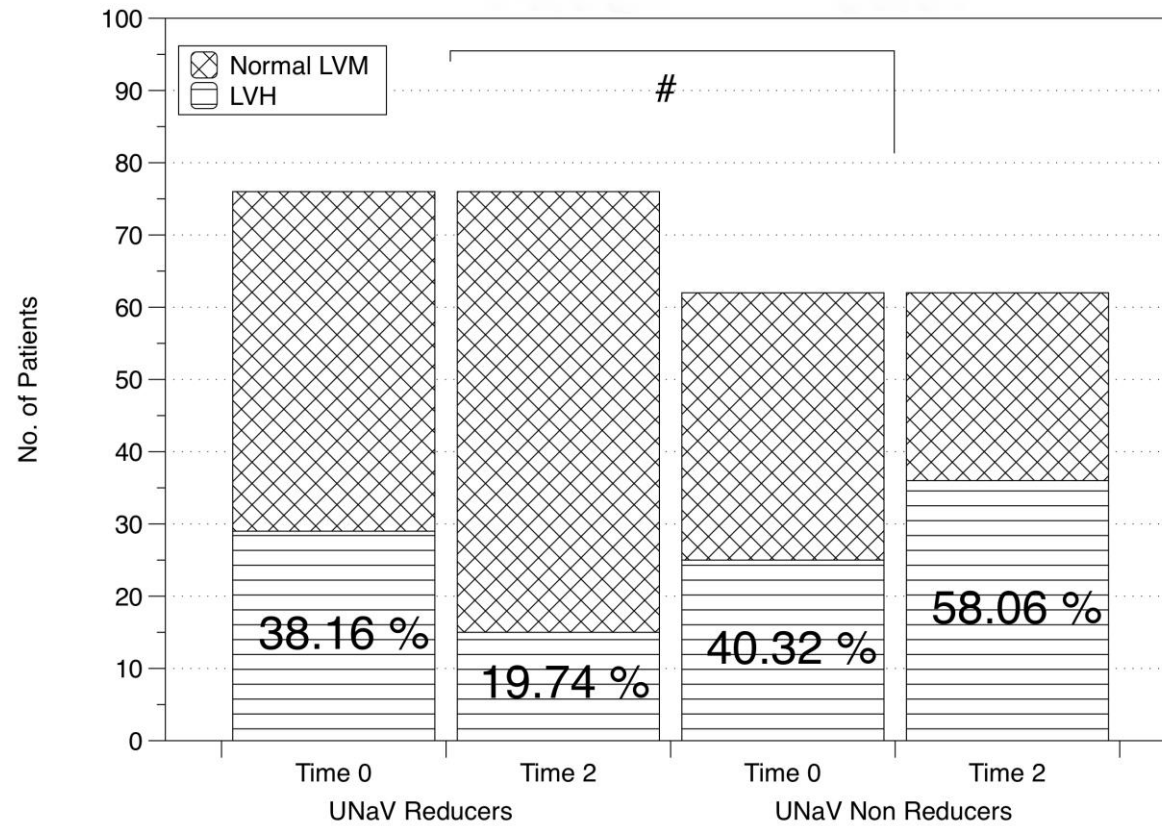 100
90
80
70
60
50
40
30
20
10
0
No. of Patients
Normal LVM
LVH
#
38.16 %
19.74 %
40.32 %
58.06 %
Time 0
Time 2
Time 0
Time 2
UNaV Reducers
UNaV Non Reducers